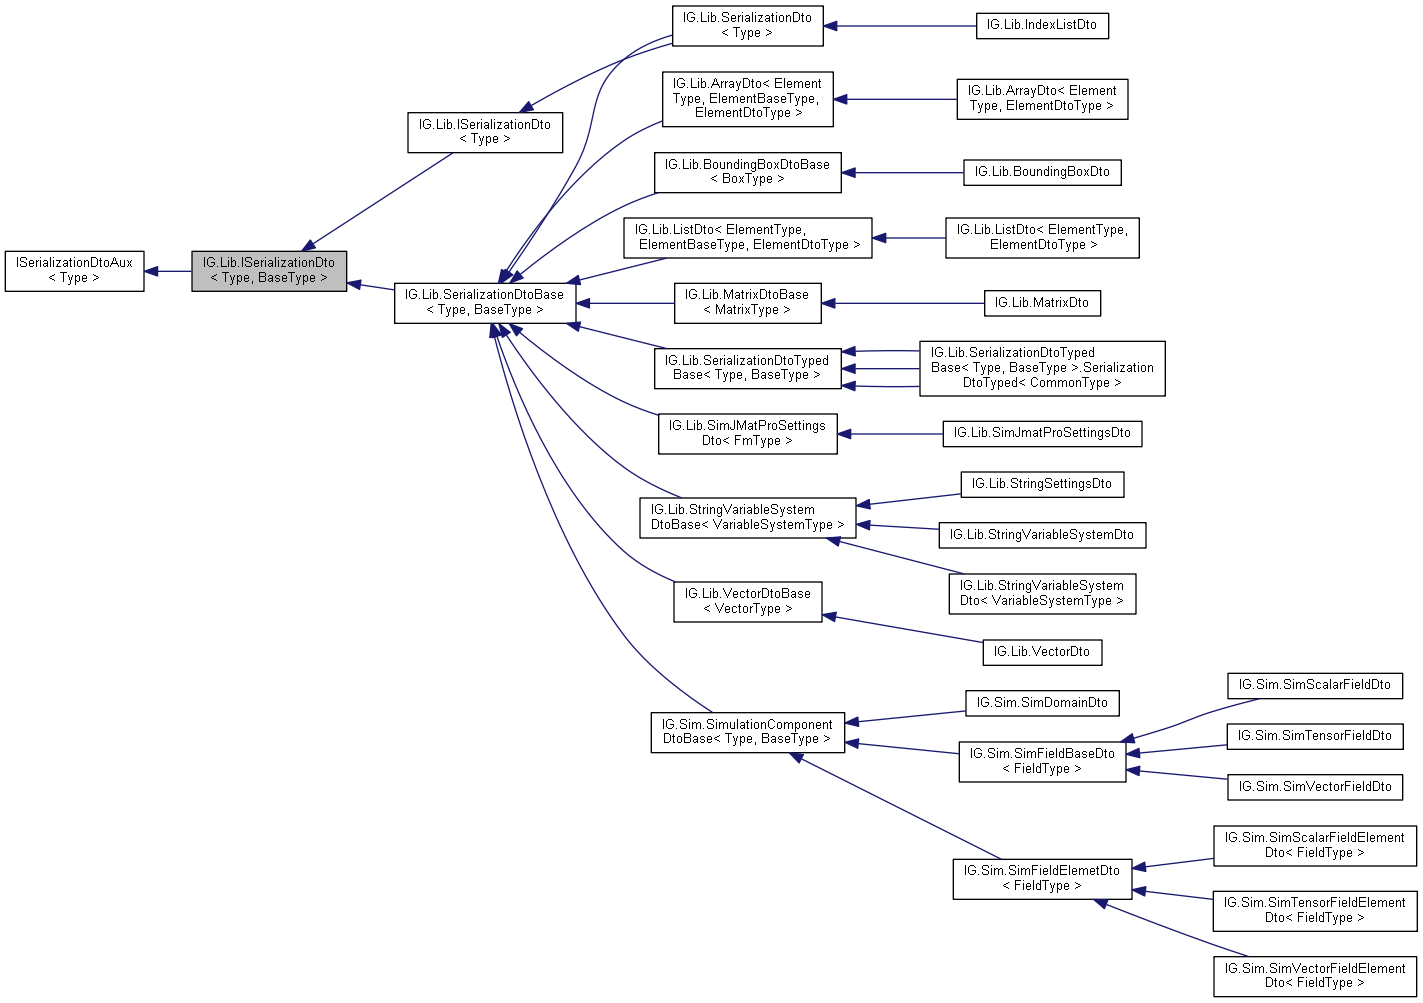 ISerializationDtoAux
< Type >
IG.Lib.ISerializationDto
< Type, BaseType >
IG.Lib.ISerializationDto
< Type >
IG.Lib.SerializationDtoBase
< Type, BaseType >
IG.Lib.SerializationDto
< Type >
IG.Lib.IndexListDto
IG.Lib.ArrayDto< Element
Type, ElementBaseType,
ElementDtoType >
IG.Lib.ArrayDto< Element
Type, ElementDtoType >
IG.Lib.BoundingBoxDtoBase
< BoxType >
IG.Lib.BoundingBoxDto
IG.Lib.ListDto< ElementType,
ElementBaseType, ElementDtoType >
IG.Lib.ListDto< ElementType,
ElementDtoType >
IG.Lib.MatrixDtoBase
< MatrixType >
IG.Lib.MatrixDto
IG.Lib.SerializationDtoTyped
Base< Type, BaseType >
IG.Lib.SerializationDtoTyped
Base< Type, BaseType >.Serialization
DtoTyped< CommonType >
IG.Lib.SimJMatProSettings
Dto< FmType >
IG.Lib.SimJmatProSettingsDto
IG.Lib.StringVariableSystem
DtoBase< VariableSystemType >
IG.Lib.StringSettingsDto
IG.Lib.StringVariableSystemDto
IG.Lib.StringVariableSystem
Dto< VariableSystemType >
IG.Lib.VectorDtoBase
< VectorType >
IG.Lib.VectorDto
IG.Sim.SimulationComponent
DtoBase< Type, BaseType >
IG.Sim.SimDomainDto
IG.Sim.SimFieldBaseDto
< FieldType >
IG.Sim.SimScalarFieldDto
IG.Sim.SimTensorFieldDto
IG.Sim.SimVectorFieldDto
IG.Sim.SimFieldElemetDto
< FieldType >
IG.Sim.SimScalarFieldElement
Dto< FieldType >
IG.Sim.SimTensorFieldElement
Dto< FieldType >
IG.Sim.SimVectorFieldElement
Dto< FieldType >